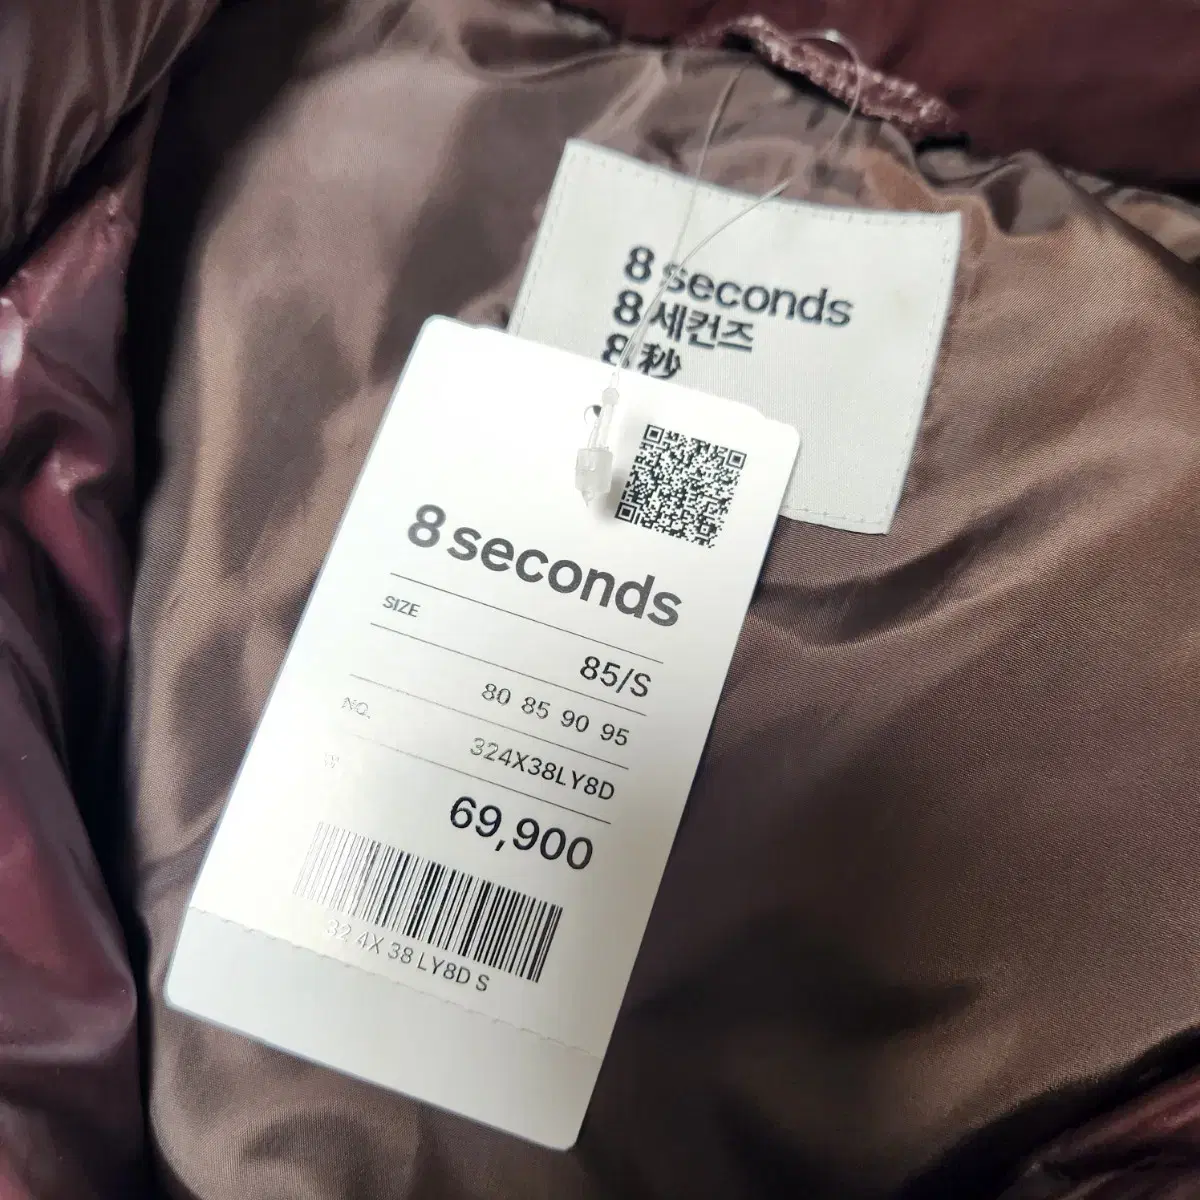 8 seconds
8 세컨즈
8 秒
8 seconds
SIZE
85/S
80 85 90 95
NO.
324X38LY8D
₩
69,900
32 4X 38 LY8D S